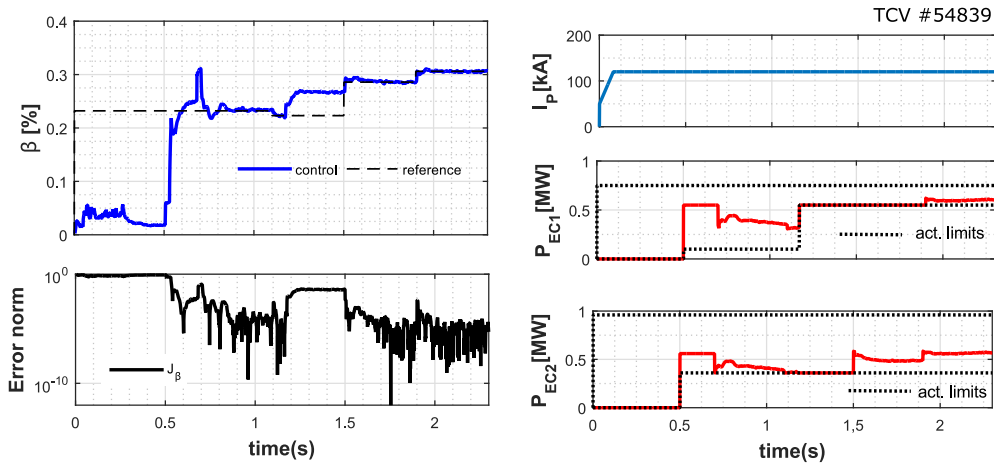 TCV #54839
0.4
0.3
0.2
0.1
0
β [%]
control
reference
10⁰
10⁻¹⁰
Error norm
J_β
0 0.5 1 1.5 2
time(s)
200
100
0
I_P[kA]
1
0.5
0
P_EC1[MW]
act. limits
0 0.5 1 1.5 2
1
0.5
0
P_EC2[MW]
act. limits
0 0.5 1 1,5 2
time(s)